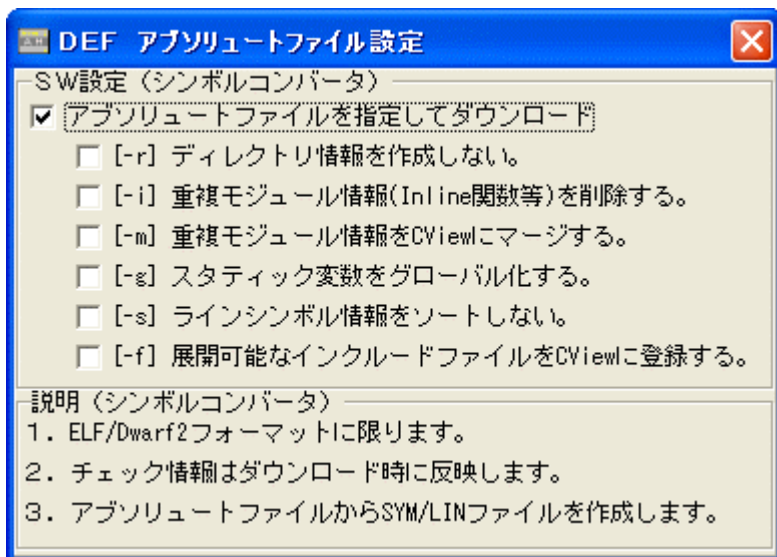 DEF アブソリュートファイル設定
SW設定(シンボルコンバータ)
アブソリュートファイルを指定してダウンロード
[-r] ディレクトリ情報を作成しない。
[-i] 重複モジュール情報(Inline関数等)を削除する。
[-m] 重複モジュール情報をCViewにマージする。
[-g] スタティック変数をグローバル化する。
[-s] ラインシンボル情報をソートしない。
[-f] 展開可能なインクルードファイルをCViewに登録する。
説明(シンボルコンバータ)
1. ELF/Dwarf2フォーマットに限ります。
2. チェック情報はダウンロード時に反映します。
3. アブソリュートファイルからSYM/LINファイルを作成します。